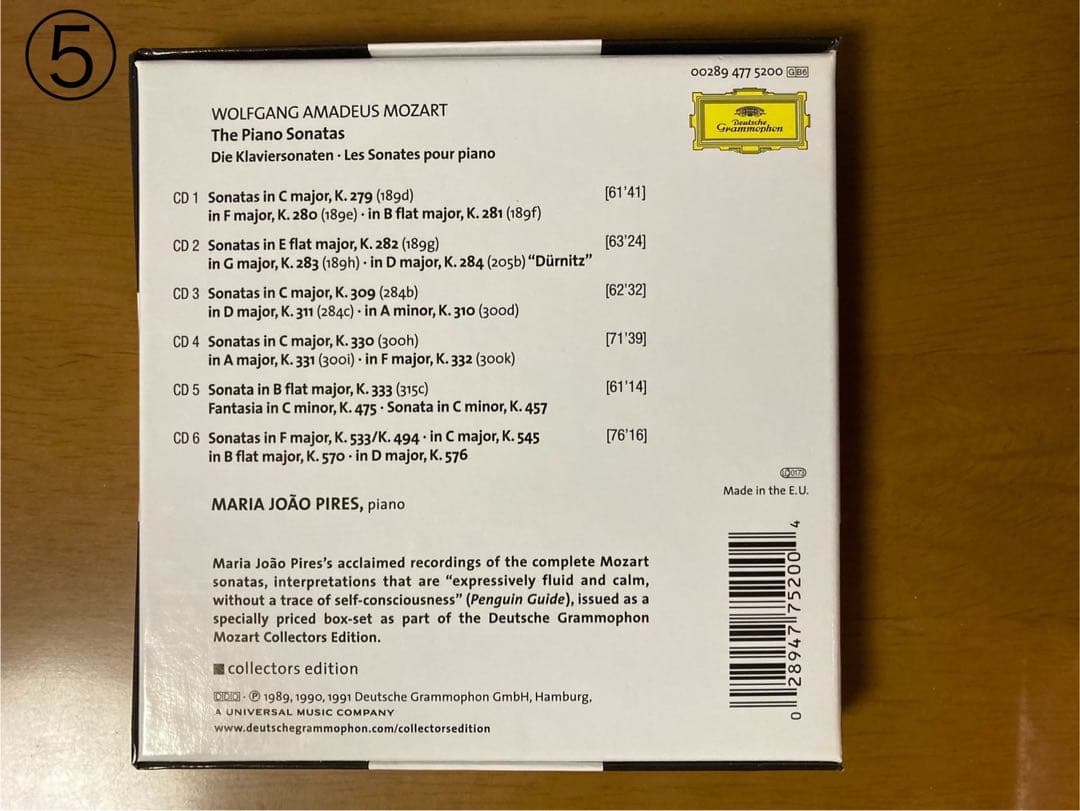 ⑤
00289 477 5200 GB6
Deutsche
Grammophon
WOLFGANG AMADEUS MOZART
The Piano Sonatas
Die Klaviersonaten · Les Sonates pour piano
CD 1 Sonatas in C major, K. 279 (189d) [61'41]
in F major, K. 280 (189e) · in B flat major, K. 281 (189f)
CD 2 Sonatas in E flat major, K. 282 (189g) [63'24]
in G major, K. 283 (189h) · in D major, K. 284 (205b) “Dürnitz”
CD 3 Sonatas in C major, K. 309 (284b) [62'32]
in D major, K. 311 (284c) · in A minor, K. 310 (300d)
CD 4 Sonatas in C major, K. 330 (300h) [71'39]
in A major, K. 331 (300i) · in F major, K. 332 (300k)
CD 5 Sonata in B flat major, K. 333 (315c) [61'14]
Fantasia in C minor, K. 475 · Sonata in C minor, K. 457
CD 6 Sonatas in F major, K. 533/K. 494 · in C major, K. 545 [76'16]
in B flat major, K. 570 · in D major, K. 576
Made in the E.U.
MARIA JOÃO PIRES, piano
Maria João Pires’s acclaimed recordings of the complete Mozart
sonatas, interpretations that are “expressively fluid and calm,
without a trace of self-consciousness” (Penguin Guide), issued as a
specially priced box-set as part of the Deutsche Grammophon
Mozart Collectors Edition.
collectors edition
DDD · ℗ 1989, 1990, 1991 Deutsche Grammophon GmbH, Hamburg,
A UNIVERSAL MUSIC COMPANY
www.deutschegrammophon.com/collectorsedition
0 28947 75200 4